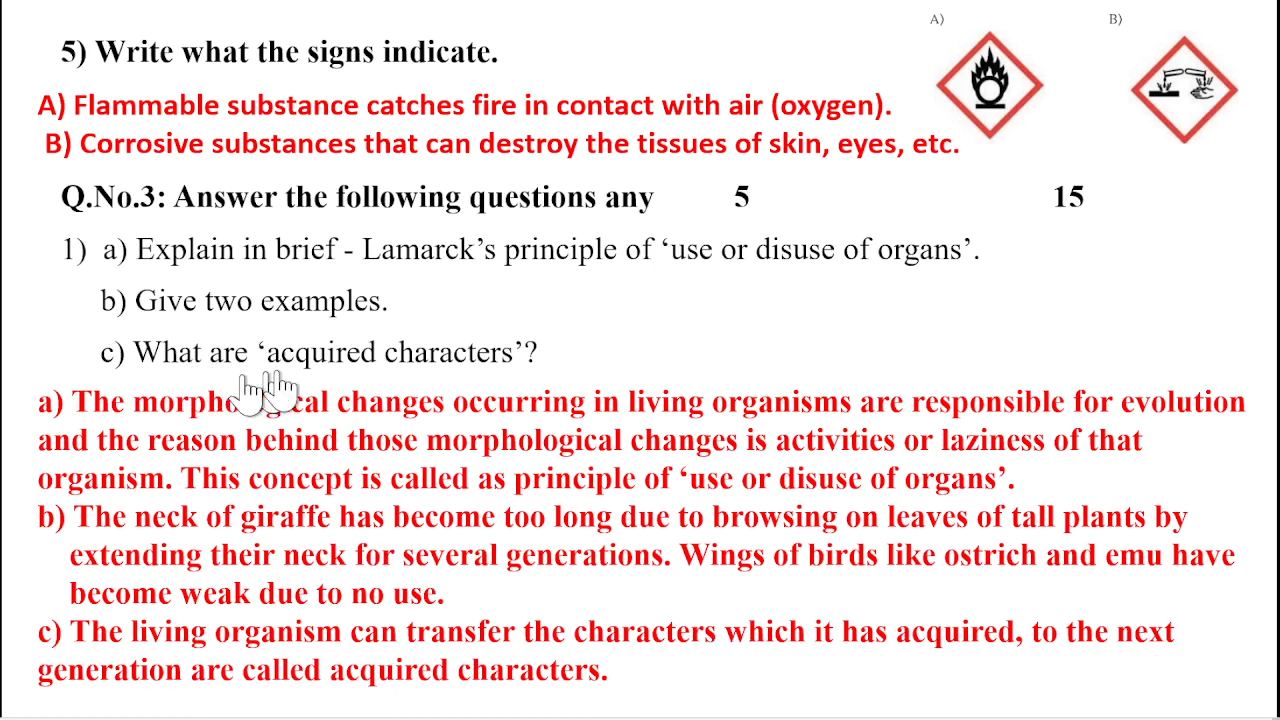 A)
B)
5) Write what the signs indicate.
A) Flammable substance catches fire in contact with air (oxygen).
B) Corrosive substances that can destroy the tissues of skin, eyes, etc.
Q.No.3: Answer the following questions any 5 15
1) a) Explain in brief - Lamarck's principle of ‘use or disuse of organs’.
b) Give two examples.
c) What are ‘acquired characters’?
a) The morphological changes occurring in living organisms are responsible for evolution
and the reason behind those morphological changes is activities or laziness of that
organism. This concept is called as principle of ‘use or disuse of organs’.
b) The neck of giraffe has become too long due to browsing on leaves of tall plants by
extending their neck for several generations. Wings of birds like ostrich and emu have
become weak due to no use.
c) The living organism can transfer the characters which it has acquired, to the next
generation are called acquired characters.